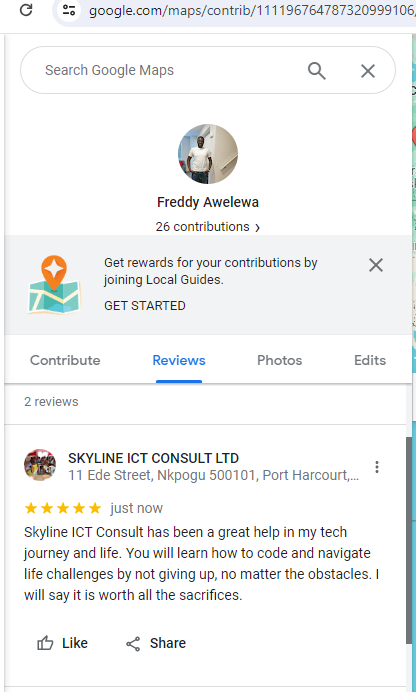 google.com/maps/contrib/111196764787320999106
Search Google Maps
Freddy Awelewa
26 contributions ›
Get rewards for your contributions by
joining Local Guides.
GET STARTED
Contribute
Reviews
Photos
Edits
2 reviews
SKYLINE ICT CONSULT LTD
11 Ede Street, Nkpogu 500101, Port Harcourt,...
just now
Skyline ICT Consult has been a great help in my tech
journey and life. You will learn how to code and navigate
life challenges by not giving up, no matter the obstacles. I
will say it is worth all the sacrifices.
Like
Share